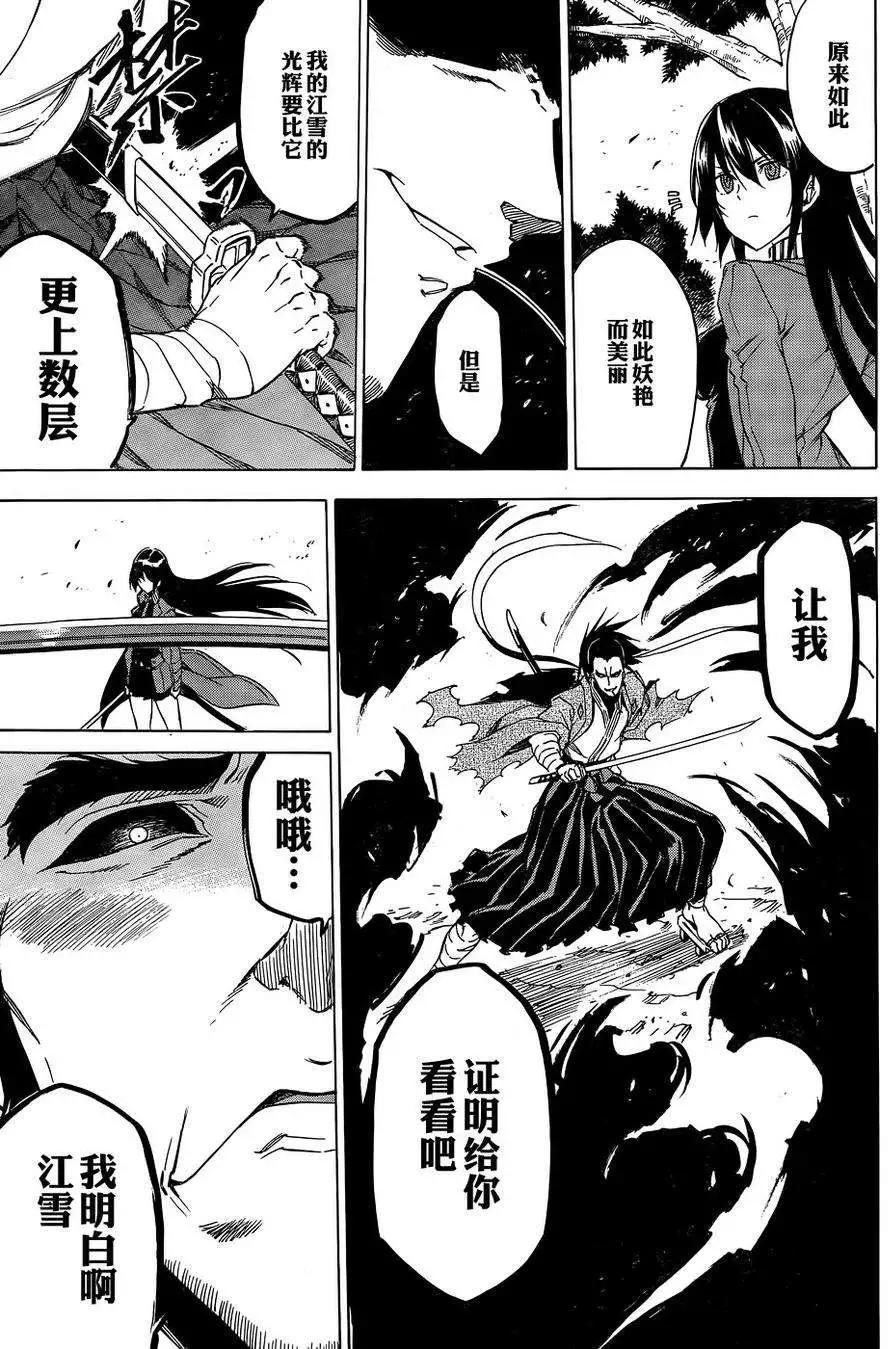 原来如此
如此妖艳
而美丽
但是
我的江雪的
光辉要比它
更上数层
让我
证明给你
看看吧
哦哦…
我明白啊
江雪